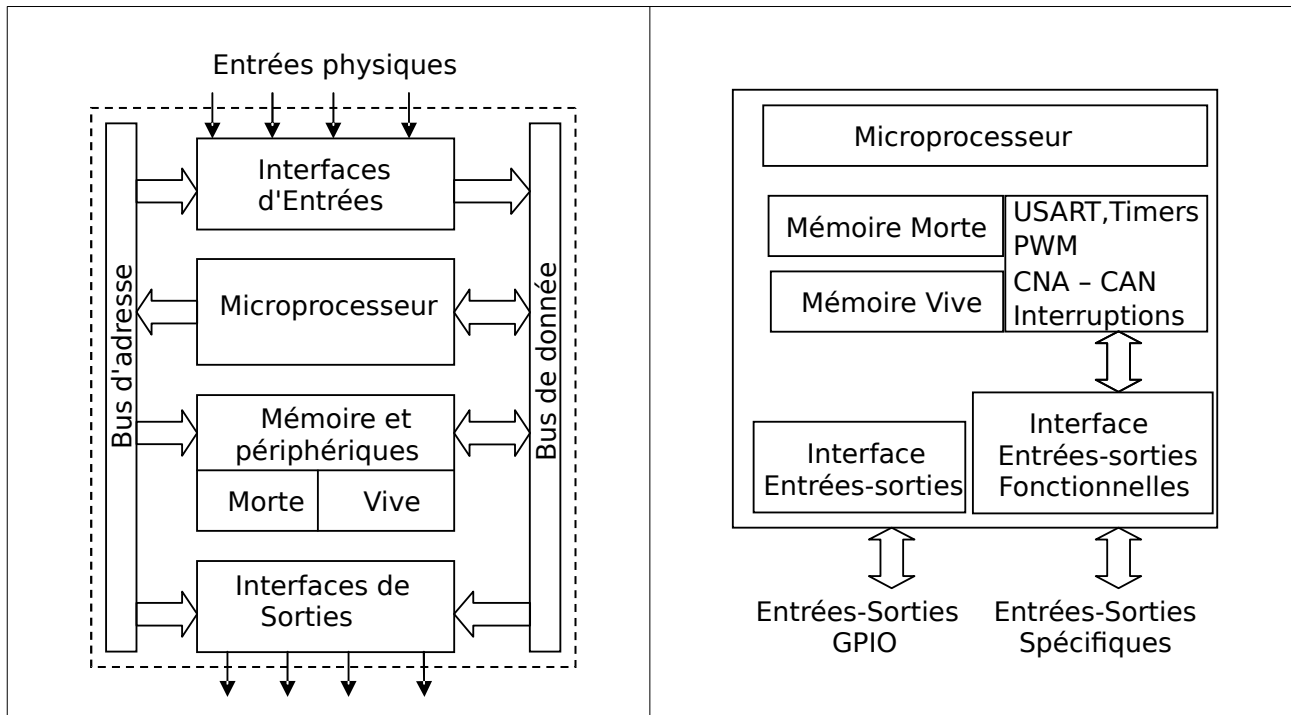 Entrées physiques
Bus d'adresse
Interfaces
d'Entrées
Microprocesseur
Mémoire et
périphériques
Morte
Vive
Interfaces de
Sorties
Bus de donnée
Microprocesseur
Mémoire Morte
Mémoire Vive
USART,Timers
PWM
CNA – CAN
Interruptions
Interface
Entrées-sorties
Interface
Entrées-sorties
Fonctionnelles
Entrées-Sorties
GPIO
Entrées-Sorties
Spécifiques